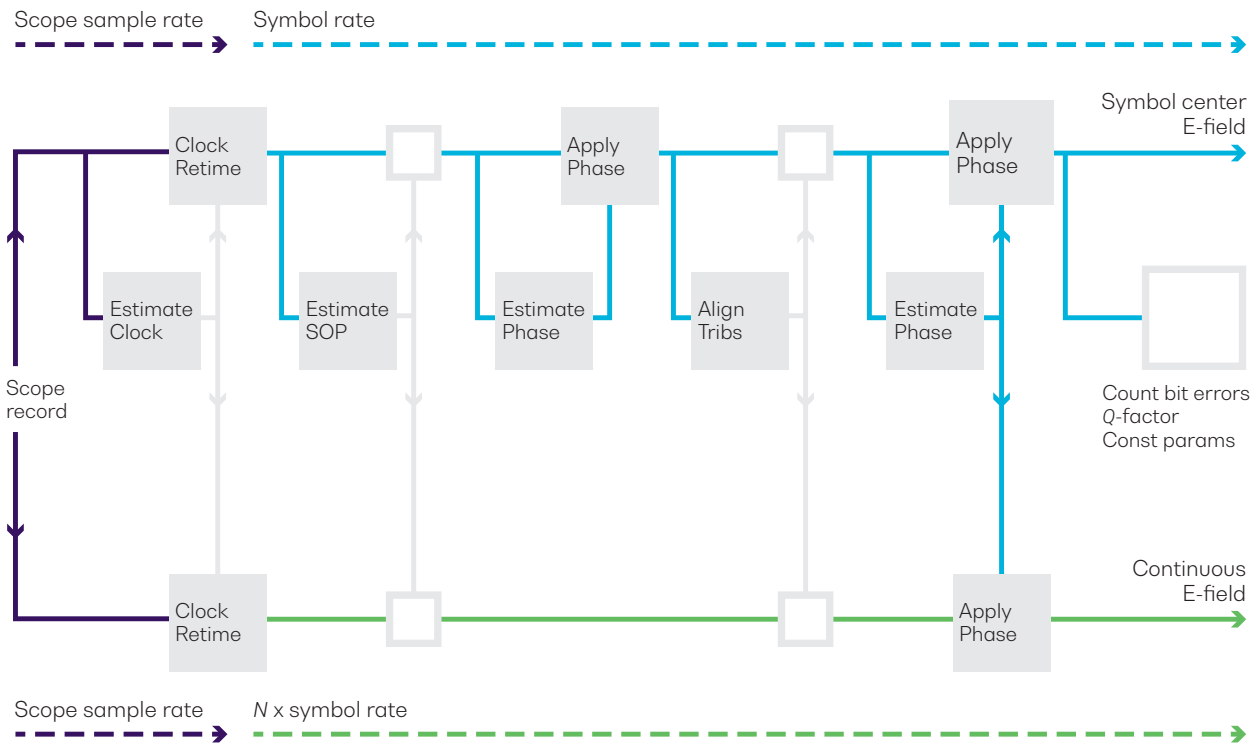 Scope sample rate
Symbol rate
Symbol center
E-field
Clock
Retime
Apply
Phase
Apply
Phase
Estimate
Clock
Estimate
SOP
Estimate
Phase
Align
Tribs
Estimate
Phase
Scope
record
Count bit errors
Q-factor
Const params
Continuous
E-field
Clock
Retime
Apply
Phase
Scope sample rate
N x symbol rate